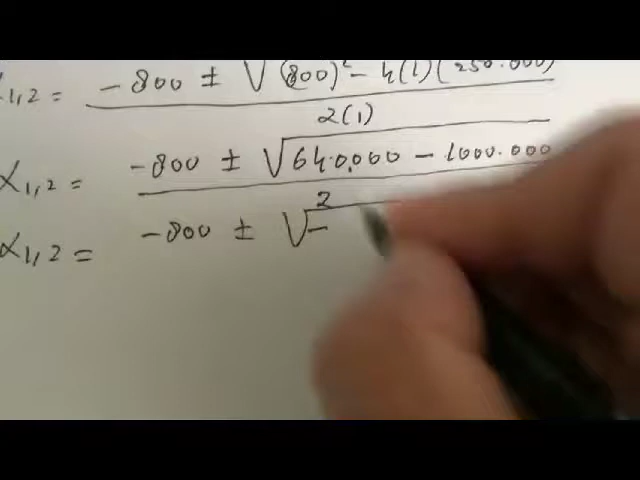 x₁,₂ = -800 ± √(800)² - 4(1)(250.000)
2(1)
x₁,₂ = -800 ± √640.000 - 1000.000
2
x₁,₂ = -800 ± √-